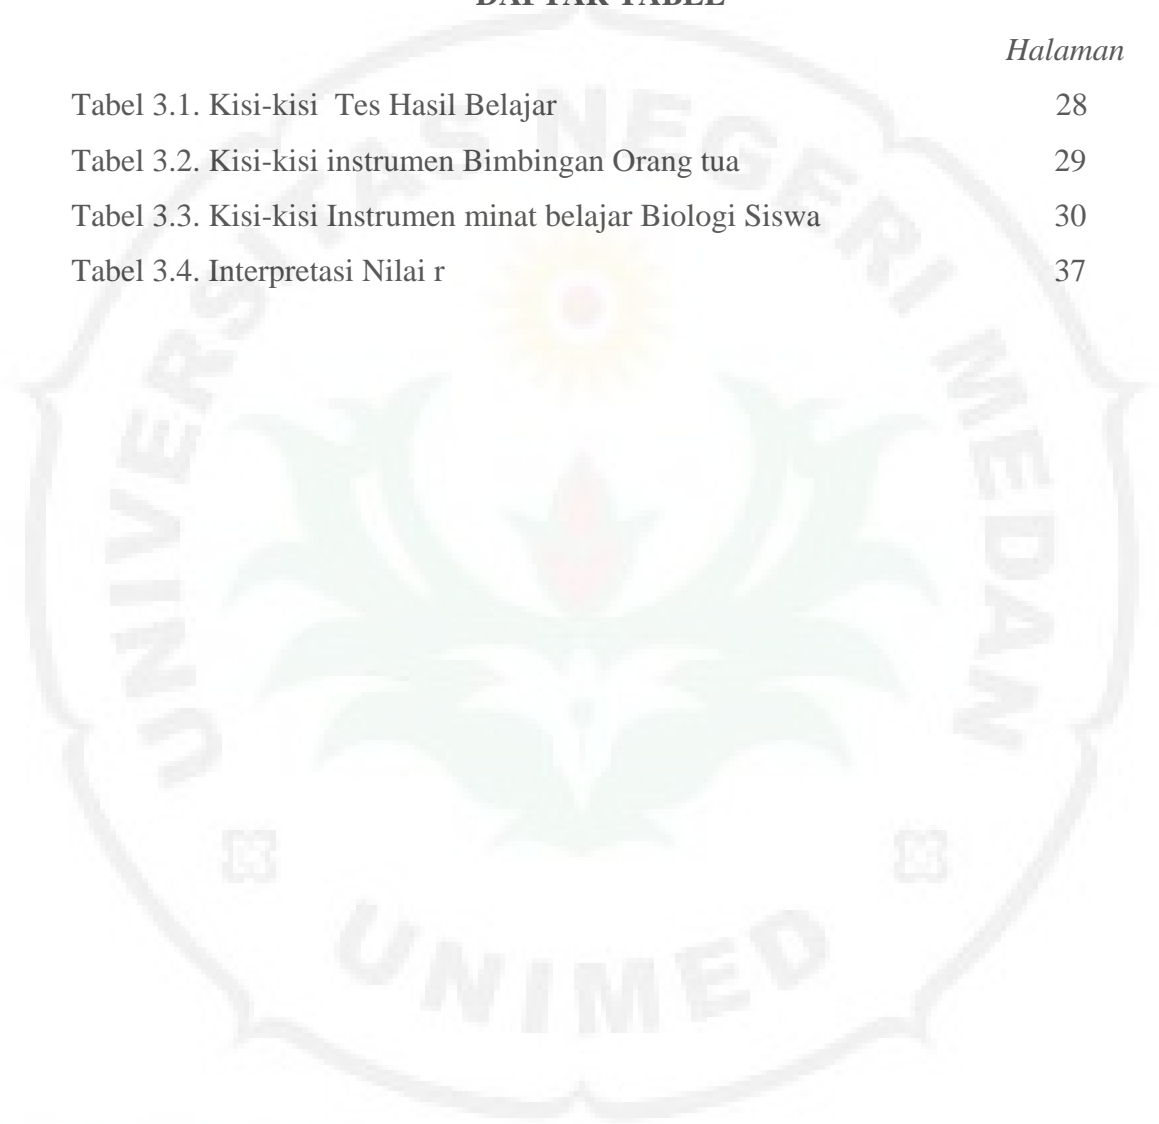 DAFTAR TABEL
Halaman
Tabel 3.1. Kisi-kisi  Tes Hasil Belajar 28
Tabel 3.2. Kisi-kisi instrumen Bimbingan Orang tua 29
Tabel 3.3. Kisi-kisi Instrumen minat belajar Biologi Siswa 30
Tabel 3.4. Interpretasi Nilai r 37
UNIVERSITAS NEGERI MEDAN
UNIMED